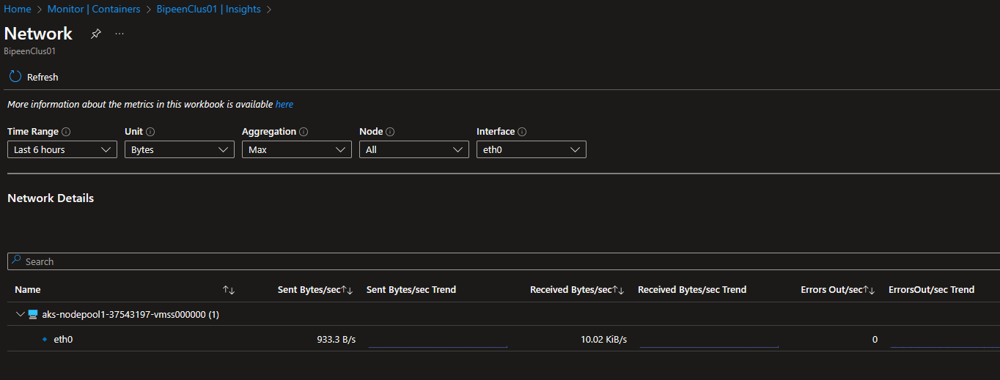 Home > Monitor | Containers > BipeenClus01 | Insights >
Network ...
BipeenClus01
Refresh
More information about the metrics in this workbook is available here
Time Range Unit Aggregation Node Interface
Last 6 hours Bytes Max All eth0
Network Details
Search
Name Sent Bytes/sec Sent Bytes/sec Trend Received Bytes/sec Received Bytes/sec Trend Errors Out/sec ErrorsOut/sec Trend
aks-nodepool1-37543197-vmss000000 (1)
eth0 933.3 B/s 10.02 KiB/s 0